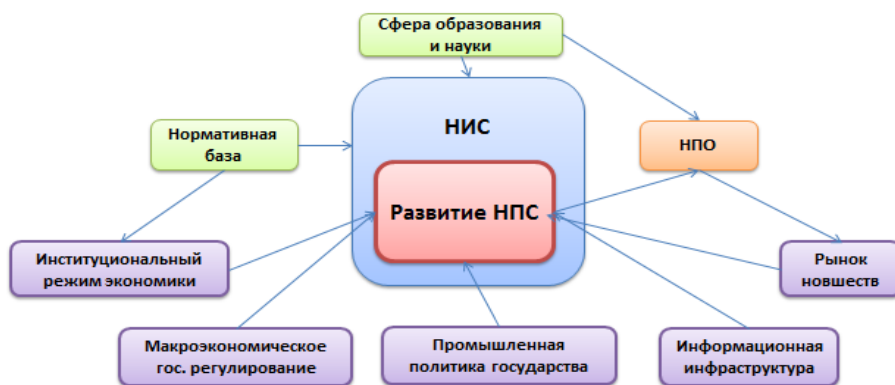 Сфера образования
и науки
НИС
Нормативная
база
НПО
Развитие НПС
Институциональный
режим экономики
Рынок
новшеств
Макроэкономическое
гос. регулирование
Промышленная
политика государства
Информационная
инфраструктура